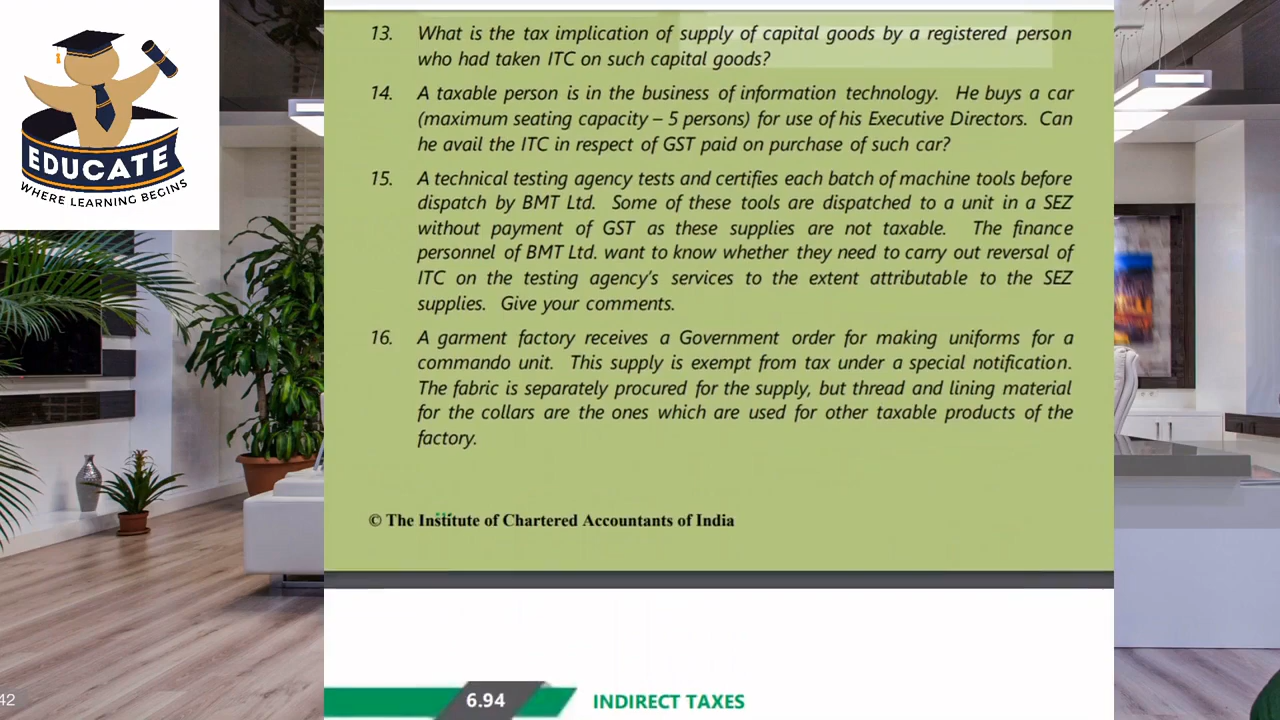 EDUCATE
WHERE LEARNING BEGINS
13. What is the tax implication of supply of capital goods by a registered person
who had taken ITC on such capital goods?
14. A taxable person is in the business of information technology. He buys a car
(maximum seating capacity – 5 persons) for use of his Executive Directors. Can
he avail the ITC in respect of GST paid on purchase of such car?
15. A technical testing agency tests and certifies each batch of machine tools before
dispatch by BMT Ltd. Some of these tools are dispatched to a unit in a SEZ
without payment of GST as these supplies are not taxable. The finance
personnel of BMT Ltd. want to know whether they need to carry out reversal of
ITC on the testing agency's services to the extent attributable to the SEZ
supplies. Give your comments.
16. A garment factory receives a Government order for making uniforms for a
commando unit. This supply is exempt from tax under a special notification.
The fabric is separately procured for the supply, but thread and lining material
for the collars are the ones which are used for other taxable products of the
factory.
© The Institute of Chartered Accountants of India
42
6.94 INDIRECT TAXES